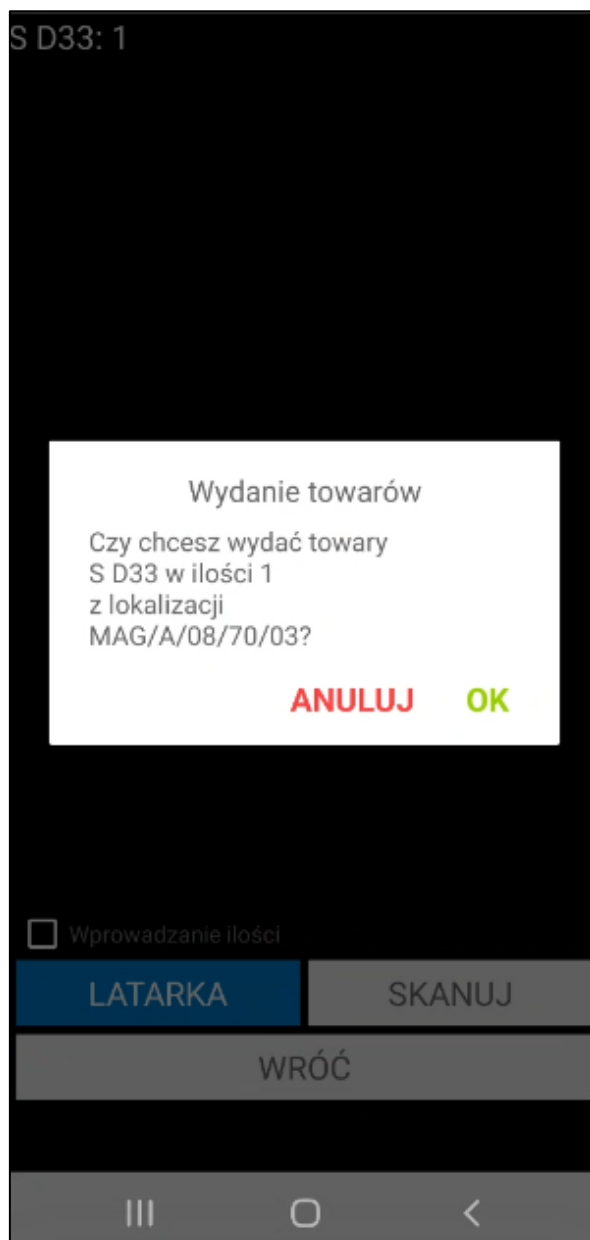 S D33: 1
Wydanie towarów
Czy chcesz wydać towary
S D33 w ilości 1
z lokalizacji
MAG/A/08/70/03?
ANULUJ OK
Wprowadzanie ilości
LATARKA SKANUJ
WRÓĆ